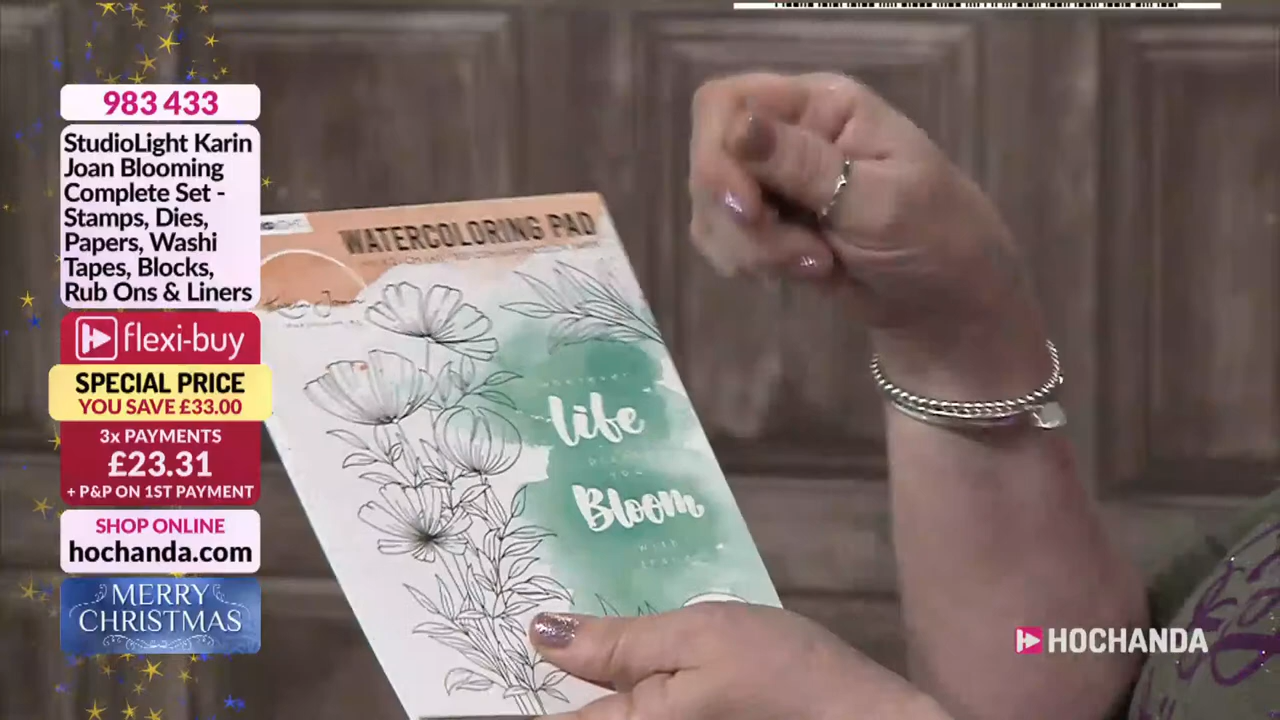 983 433
StudioLight Karin
Joan Blooming
Complete Set -
Stamps, Dies,
Papers, Washi
Tapes, Blocks,
Rub Ons & Liners
flexi-buy
SPECIAL PRICE
YOU SAVE £33.00
3x PAYMENTS
£23.31
+ P&P ON 1ST PAYMENT
SHOP ONLINE
hochanda.com
MERRY
CHRISTMAS
WATERCOLORING PAD
life
Bloom
HOCHANDA